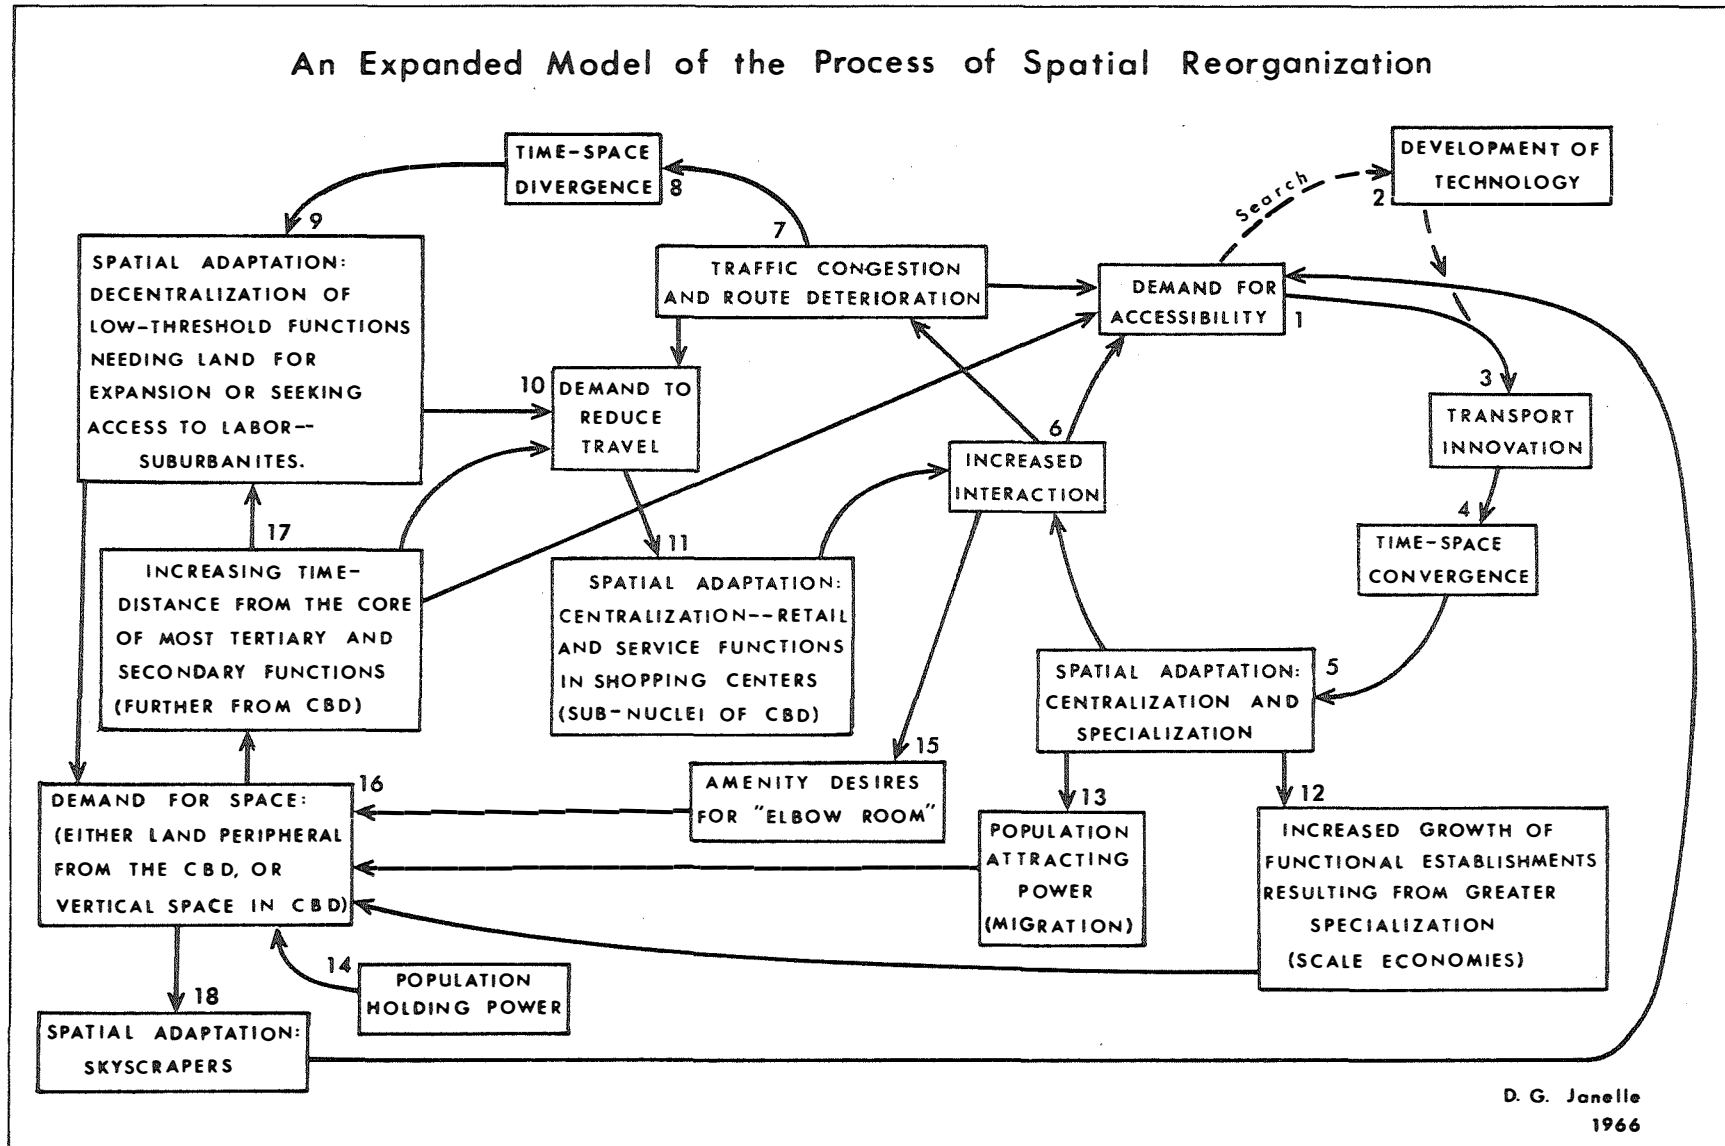 An Expanded Model of the Process of Spatial Reorganization
TIME-SPACE
DIVERGENCE
8
DEVELOPMENT OF
TECHNOLOGY
2
Search
9
SPATIAL ADAPTATION:
DECENTRALIZATION OF
LOW-THRESHOLD FUNCTIONS
NEEDING LAND FOR
EXPANSION OR SEEKING
ACCESS TO LABOR--
SUBURBANITES.
7
TRAFFIC CONGESTION
AND ROUTE DETERIORATION
DEMAND FOR
ACCESSIBILITY
1
10
DEMAND TO
REDUCE
TRAVEL
3
TRANSPORT
INNOVATION
6
INCREASED
INTERACTION
4
TIME-SPACE
CONVERGENCE
17
INCREASING TIME-
DISTANCE FROM THE CORE
OF MOST TERTIARY AND
SECONDARY FUNCTIONS
(FURTHER FROM CBD)
11
SPATIAL ADAPTATION:
CENTRALIZATION--RETAIL
AND SERVICE FUNCTIONS
IN SHOPPING CENTERS
(SUB-NUCLEI OF CBD)
5
SPATIAL ADAPTATION:
CENTRALIZATION AND
SPECIALIZATION
16
DEMAND FOR SPACE:
(EITHER LAND PERIPHERAL
FROM THE CBD, OR
VERTICAL SPACE IN CBD)
15
AMENITY DESIRES
FOR "ELBOW ROOM"
13
POPULATION
ATTRACTING
POWER
(MIGRATION)
12
INCREASED GROWTH OF
FUNCTIONAL ESTABLISHMENTS
RESULTING FROM GREATER
SPECIALIZATION
(SCALE ECONOMIES)
14
POPULATION
HOLDING POWER
18
SPATIAL ADAPTATION:
SKYSCRAPERS
D. G. Janelle
1966